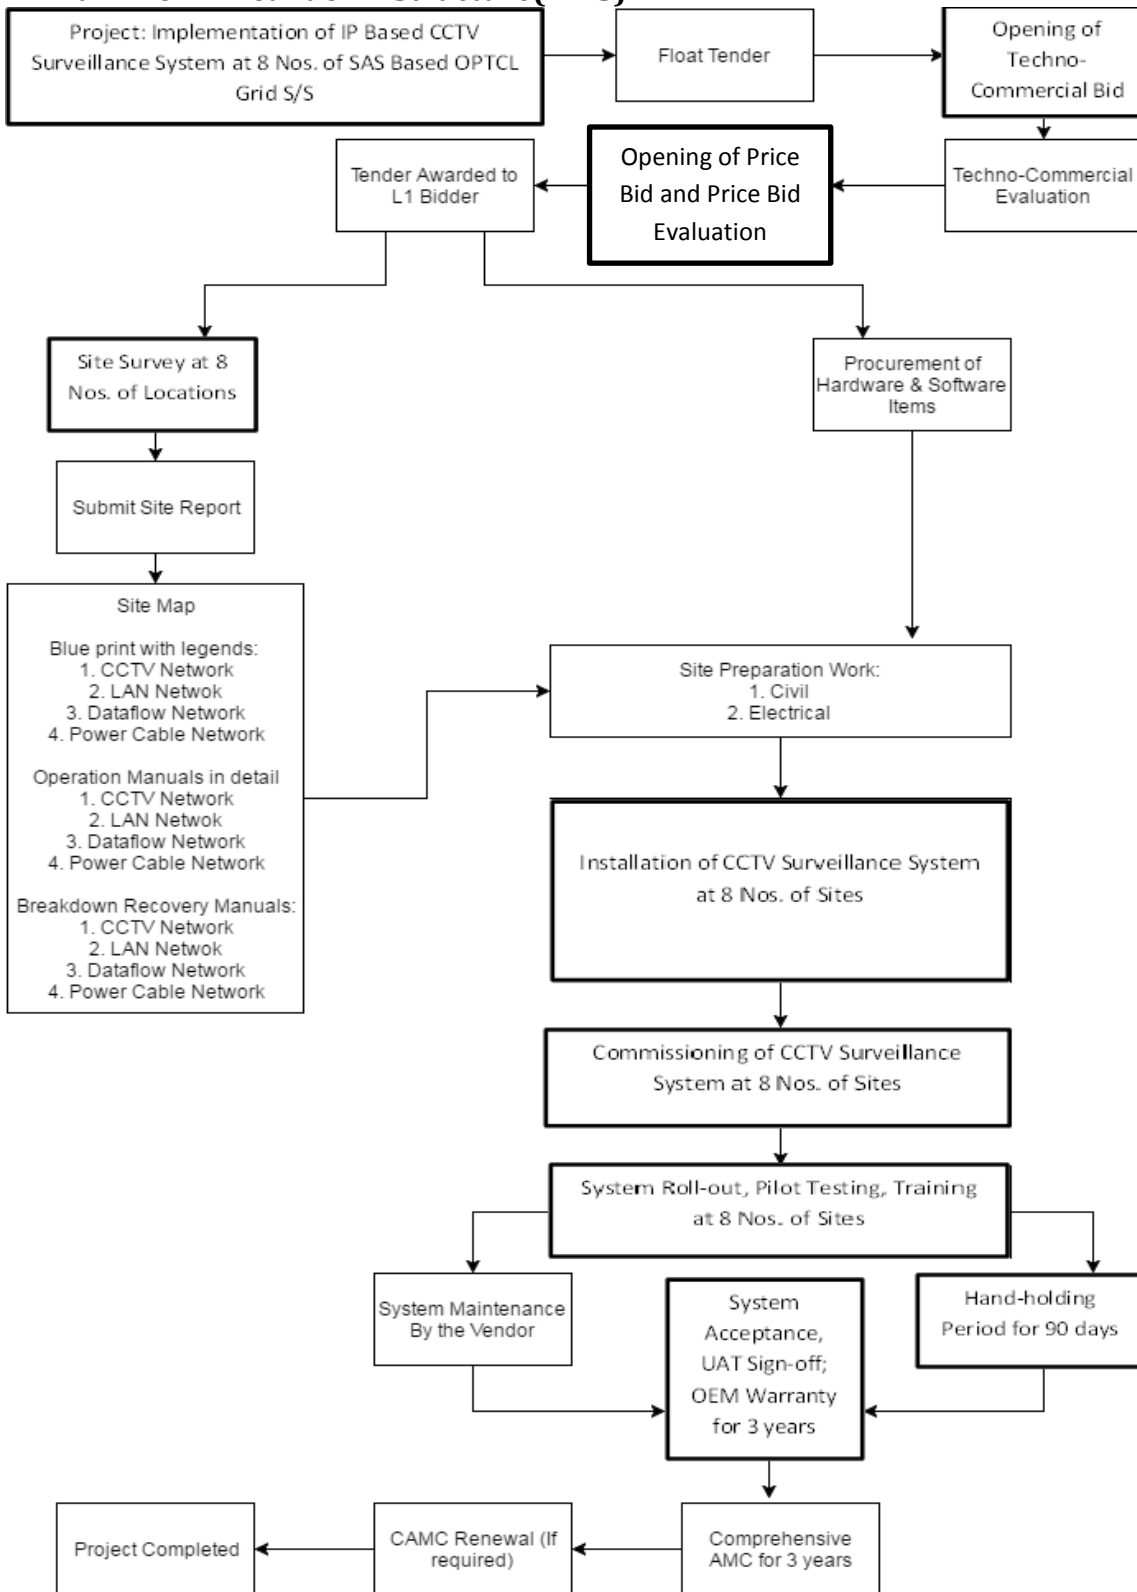 Project: Implementation of IP Based CCTV
Surveillance System at 8 Nos. of SAS Based OPTCL
Grid S/S
Float Tender
Opening of
Techno-
Commercial Bid
Tender Awarded to
L1 Bidder
Opening of Price
Bid and Price Bid
Evaluation
Techno-Commercial
Evaluation
Site Survey at 8
Nos. of Locations
Procurement of
Hardware & Software
Items
Submit Site Report
Site Map
Blue print with legends:
1. CCTV Network
2. LAN Netwok
3. Dataflow Network
4. Power Cable Network
Operation Manuals in detail
1. CCTV Network
2. LAN Netwok
3. Dataflow Network
4. Power Cable Network
Breakdown Recovery Manuals:
1. CCTV Network
2. LAN Netwok
3. Dataflow Network
4. Power Cable Network
Site Preparation Work:
1. Civil
2. Electrical
Installation of CCTV Surveillance System
at 8 Nos. of Sites
Commissioning of CCTV Surveillance
System at 8 Nos. of Sites
System Roll-out, Pilot Testing, Training
at 8 Nos. of Sites
System Maintenance
By the Vendor
System
Acceptance,
UAT Sign-off;
OEM Warranty
for 3 years
Hand-holding
Period for 90 days
Project Completed
CAMC Renewal (If
required)
Comprehensive
AMC for 3 years